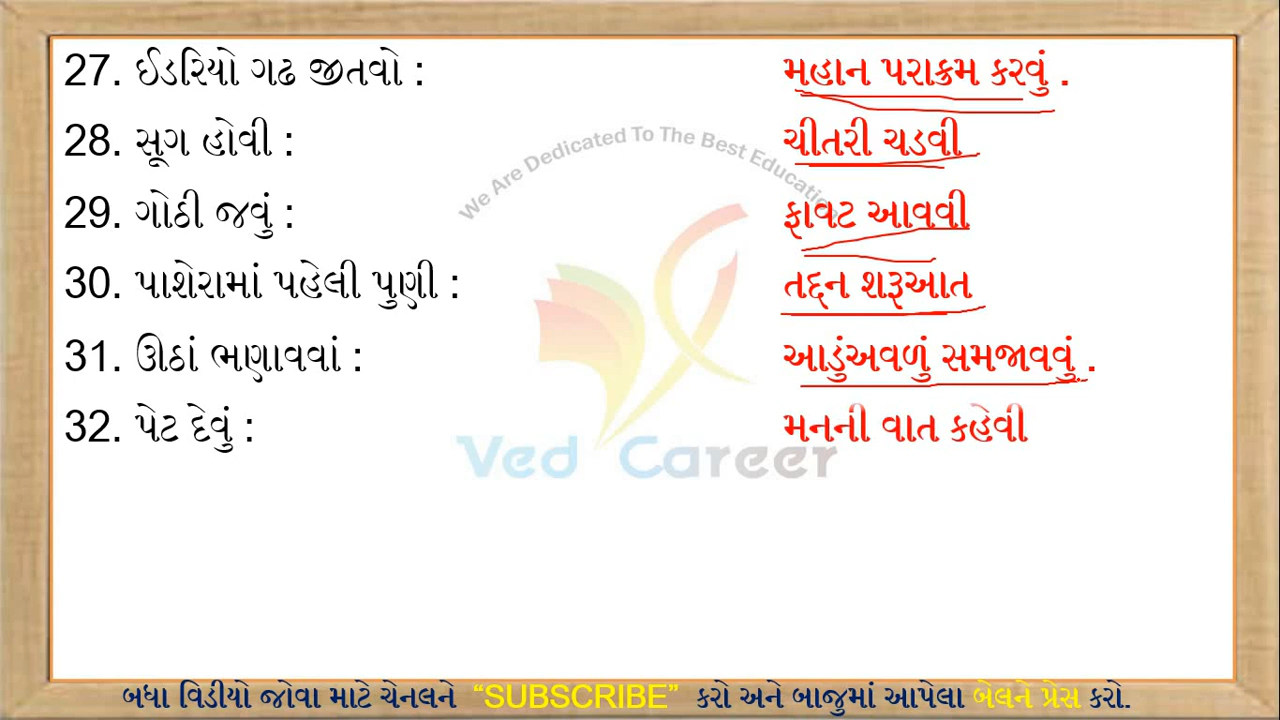 27. ઈડરિયો ગઢ જીતવો : મહાન પરાક્રમ કરવું .
28. સૂગ હોવી : ચીતરી ચડવી
29. ગોઠી જવું : ફાવટ આવવી
30. પાશેરામાં પહેલી પુણી : તદ્દન શરૂઆત
31. ઊઠાં ભણાવવાં : આડુંઅવળું સમજાવવું .
32. પેટ દેવું : મનની વાત કહેવી
We Are Dedicated To The Best Education
Ved Career
બધા વિડીયો જોવા માટે ચેનલને “SUBSCRIBE” કરો અને બાજુમાં આપેલા બેલને પ્રેસ કરો.